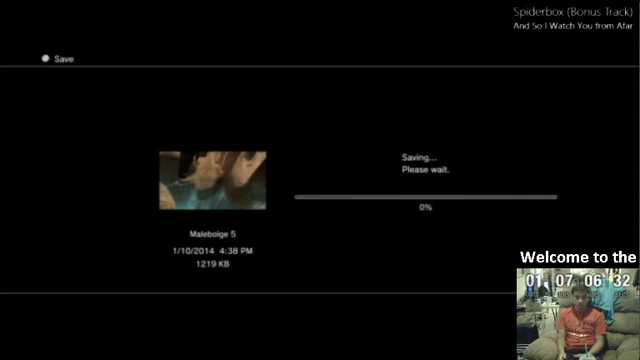 Spiderbox (Bonus Track)
And So I Watch You from Afar
Save
Saving...
Please wait.
0%
Malebolge 5
1/10/2014 4:38 PM
1219 KB
Welcome to the
01 07 06 32